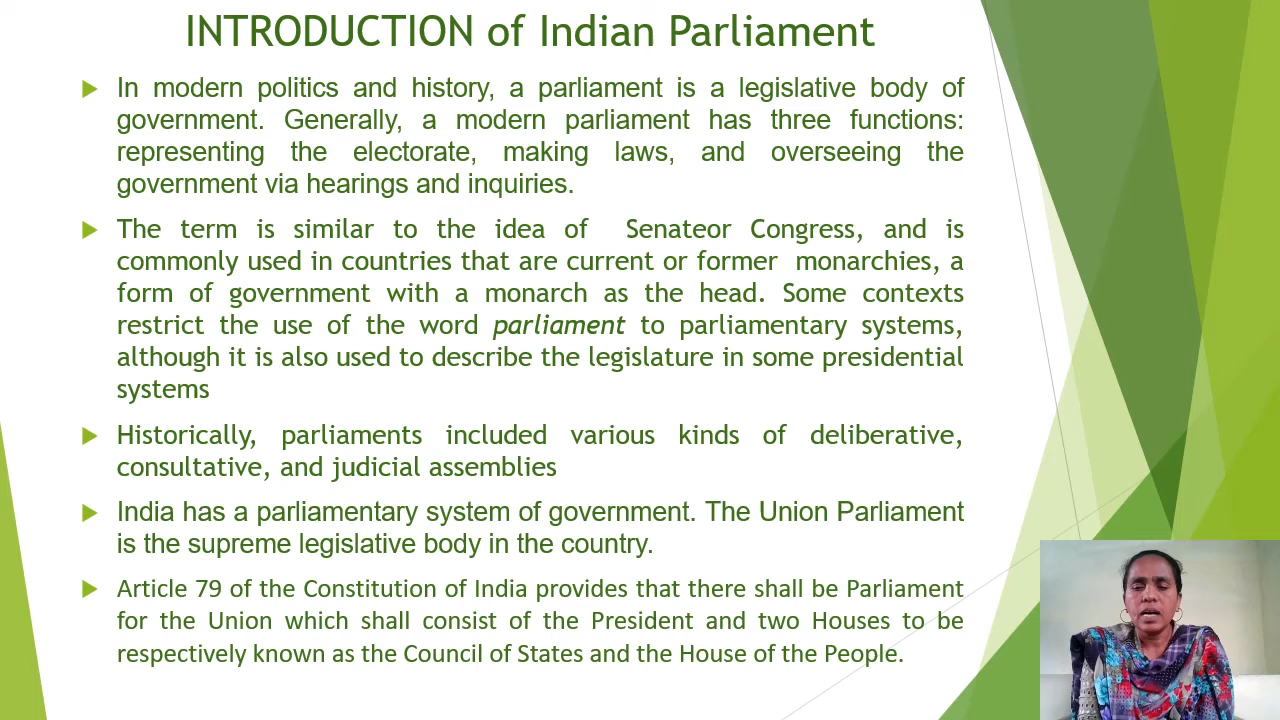 INTRODUCTION of Indian Parliament
In modern politics and history, a parliament is a legislative body of
government. Generally, a modern parliament has three functions:
representing the electorate, making laws, and overseeing the
government via hearings and inquiries.
The term is similar to the idea of Senateor Congress, and is
commonly used in countries that are current or former monarchies, a
form of government with a monarch as the head. Some contexts
restrict the use of the word parliament to parliamentary systems,
although it is also used to describe the legislature in some presidential
systems
Historically, parliaments included various kinds of deliberative,
consultative, and judicial assemblies
India has a parliamentary system of government. The Union Parliament
is the supreme legislative body in the country.
Article 79 of the Constitution of India provides that there shall be Parliament
for the Union which shall consist of the President and two Houses to be
respectively known as the Council of States and the House of the People.